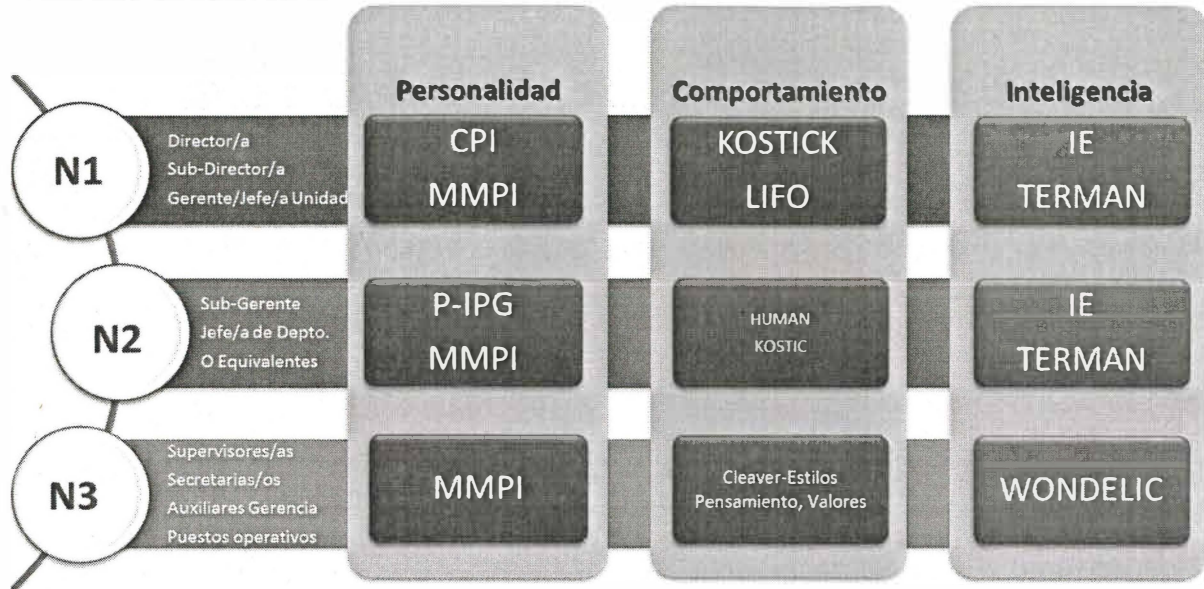 Personalidad
Comportamiento
Inteligencia
N1
Director/a
Sub-Director/a
Gerente/Jefe/a Unidad
CPI
MMPI
KOSTICK
LIFO
IE
TERMAN
N2
Sub-Gerente
Jefe/a de Depto.
O Equivalentes
P-IPG
MMPI
HUMAN
KOSTIC
IE
TERMAN
N3
Supervisores/as
Secretarias/os
Auxiliares Gerencia
Puestos operativos
MMPI
Cleaver-Estilos
Pensamiento, Valores
WONDELIC